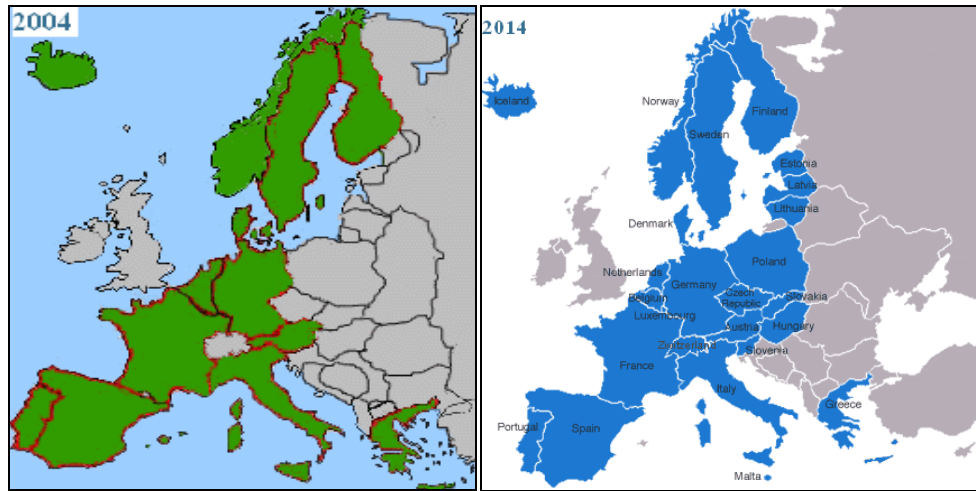 2004
2014
Iceland
Norway
Finland
Sweden
Estonia
Latvia
Lithuania
Denmark
Netherlands
Poland
Germany
Belgium
Czech
Republic
Slovakia
Luxembourg
Austria
Hungary
Zwitzerland
Slovenia
France
Italy
Greece
Portugal
Spain
Malta